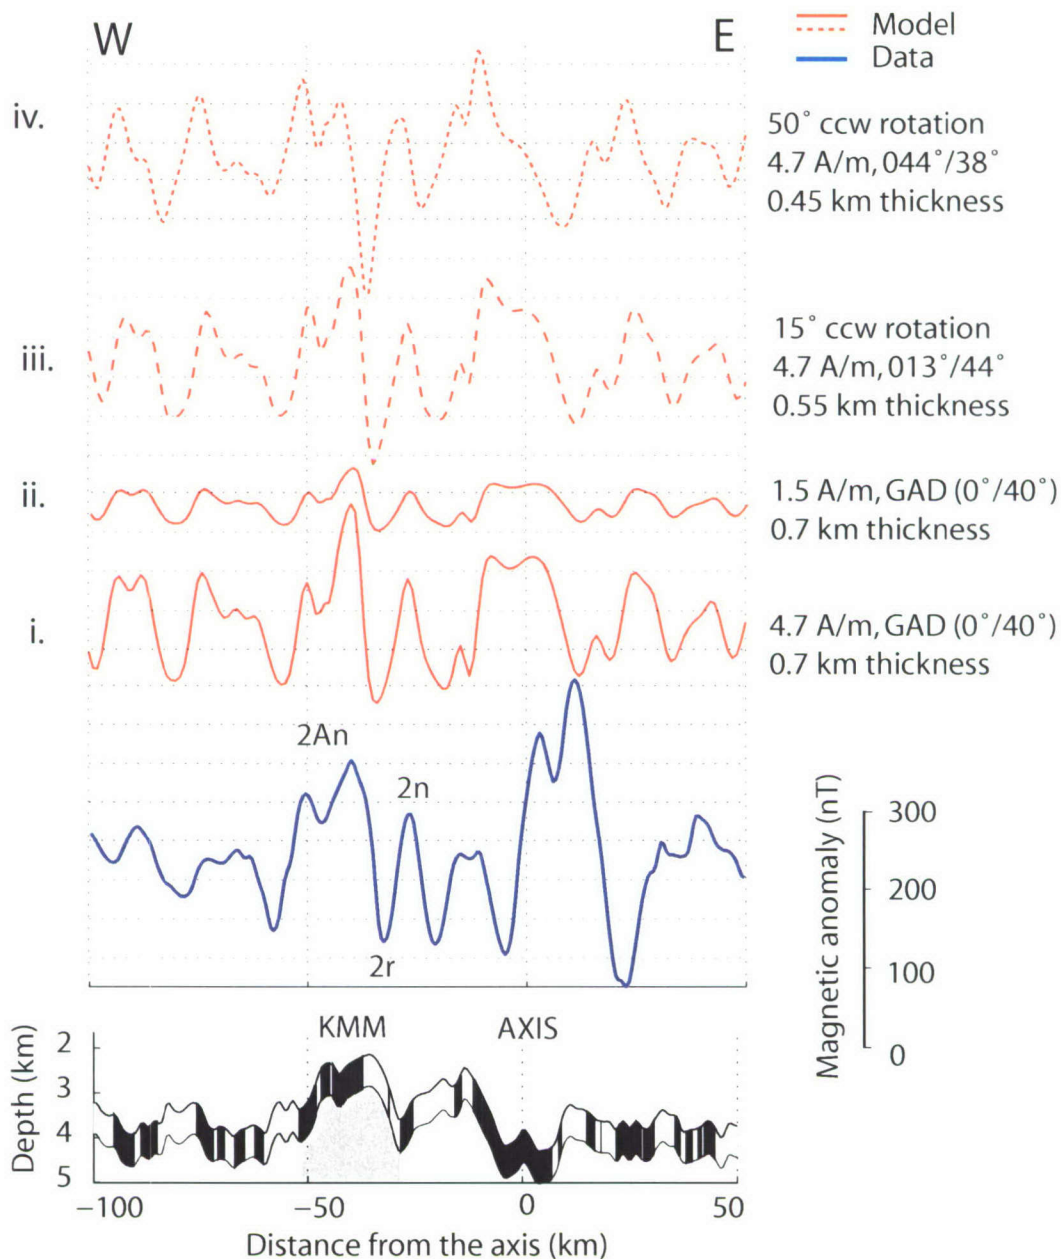 W
E
Model
Data
iv.
50° ccw rotation
4.7 A/m, 044°/38°
0.45 km thickness
iii.
15° ccw rotation
4.7 A/m, 013°/44°
0.55 km thickness
ii.
1.5 A/m, GAD (0°/40°)
0.7 km thickness
i.
4.7 A/m, GAD (0°/40°)
0.7 km thickness
2An
2n
2r
Magnetic anomaly (nT)
300
200
100
0
KMM
AXIS
Depth (km)
2
3
4
5
−100
−50
0
50
Distance from the axis (km)